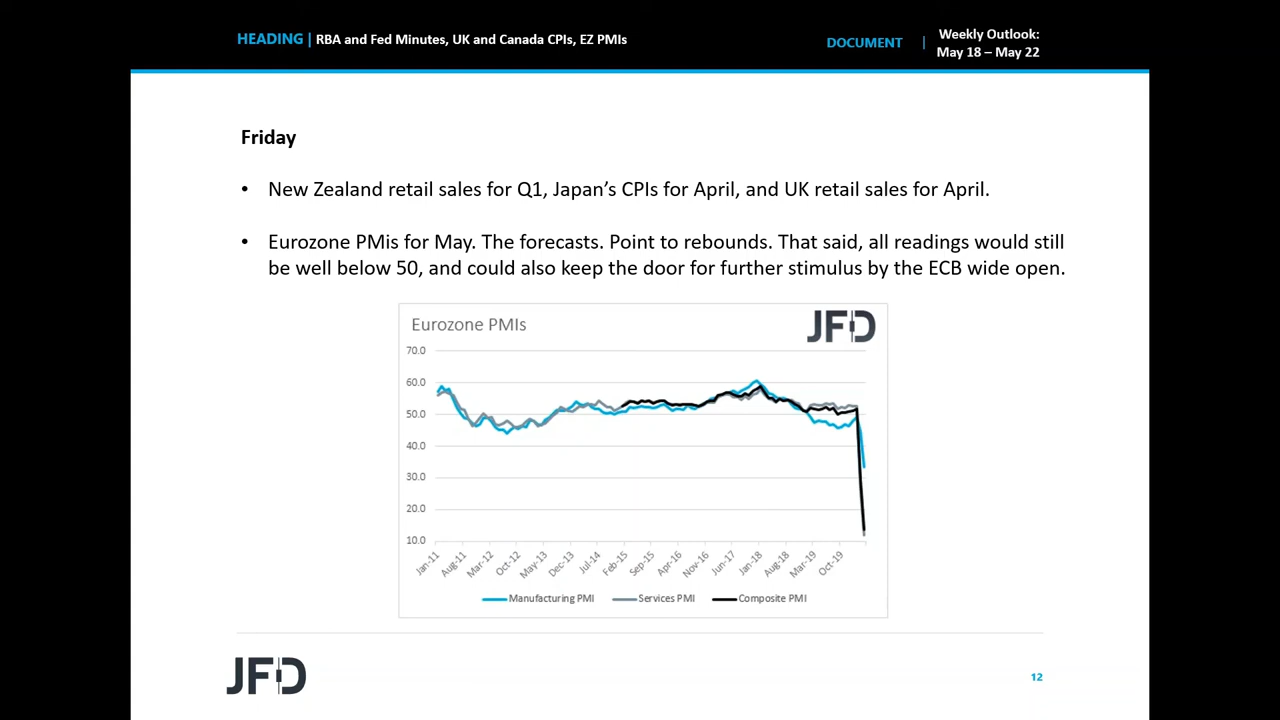 HEADING | RBA and Fed Minutes, UK and Canada CPIs, EZ PMIs
DOCUMENT | Weekly Outlook:
May 18 – May 22
Friday
• New Zealand retail sales for Q1, Japan's CPIs for April, and UK retail sales for April.
• Eurozone PMis for May. The forecasts. Point to rebounds. That said, all readings would still
be well below 50, and could also keep the door for further stimulus by the ECB wide open.
Eurozone PMIs
JFD
70.0
60.0
50.0
40.0
30.0
20.0
10.0
Jan-11 Aug-11 Mar-12 Oct-12 May-13 Dec-13 Jul-14 Feb-15 Sep-15 Apr-16 Nov-16 Jun-17 Jan-18 Aug-18 Mar-19 Oct-19
Manufacturing PMI Services PMI Composite PMI
JFD
12